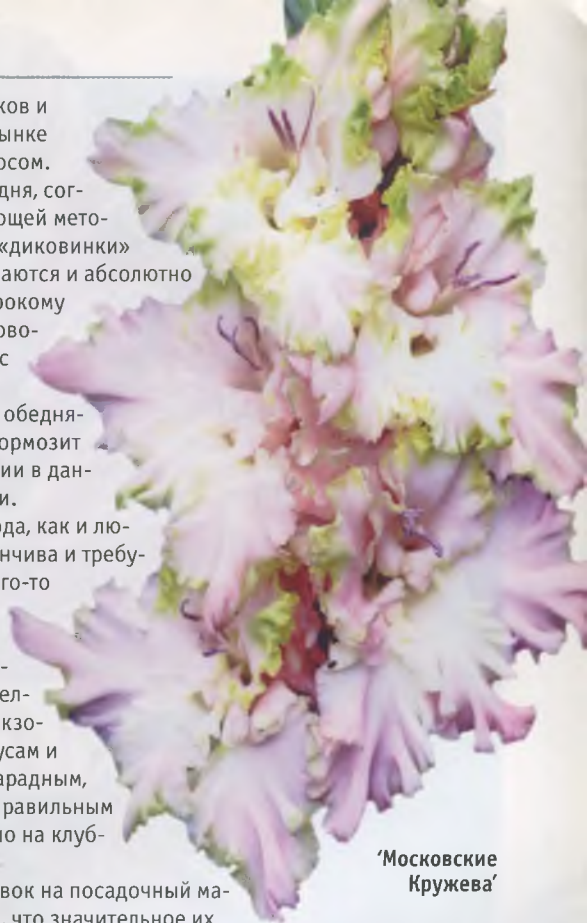 ков и
ынке
осом.
дня, сог-
ющей мето-
«диковинки»
аются и абсолютно
рокому
ово-
с
обедня-
ормозит
ии в дан-
и.
ода, как и лю-
нчива и требу-
го-то
-
ел-
кзо-
усам и
арадным,
равильным
но на клуб-
'Московские
Кружева'
вок на посадочный ма-
что значительное их